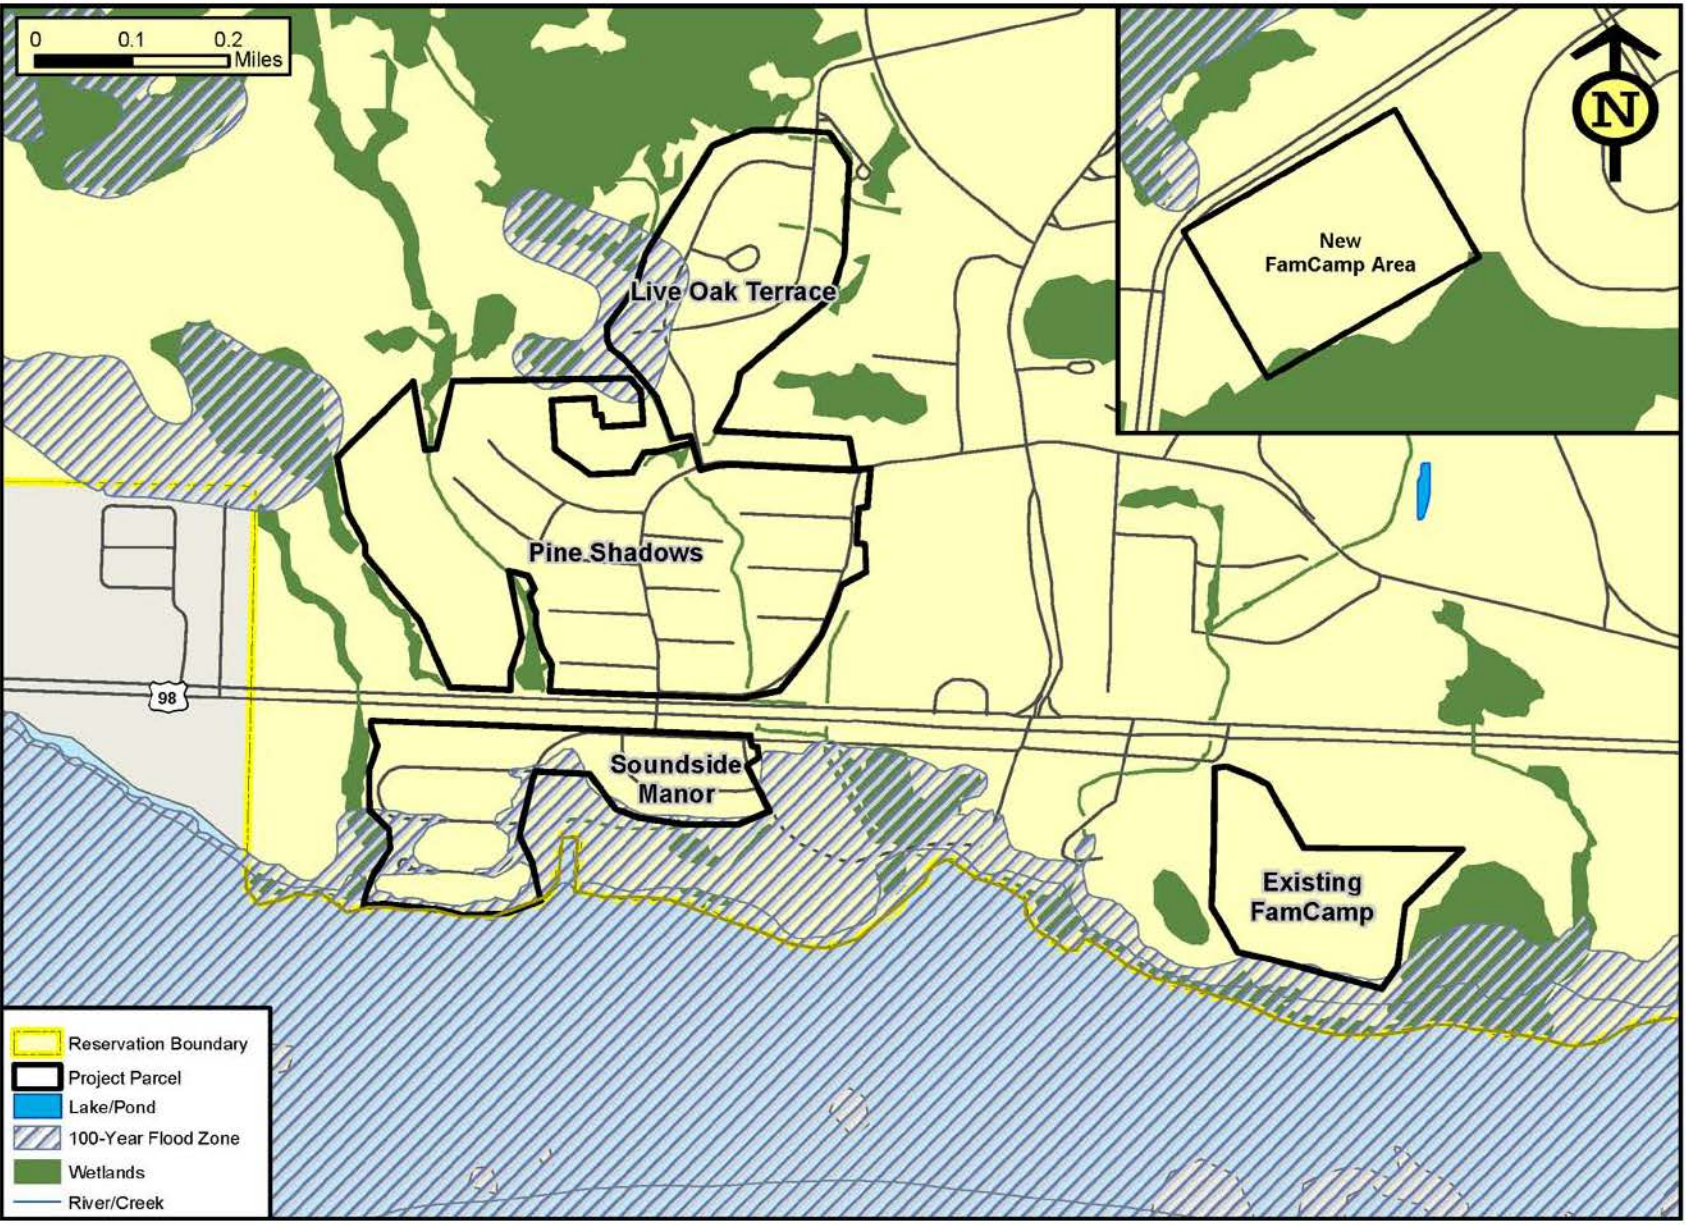 0 0.1 0.2
Miles
N
New
FamCamp Area
Live Oak Terrace
Pine Shadows
98
Soundside
Manor
Existing
FamCamp
Reservation Boundary
Project Parcel
Lake/Pond
100-Year Flood Zone
Wetlands
River/Creek